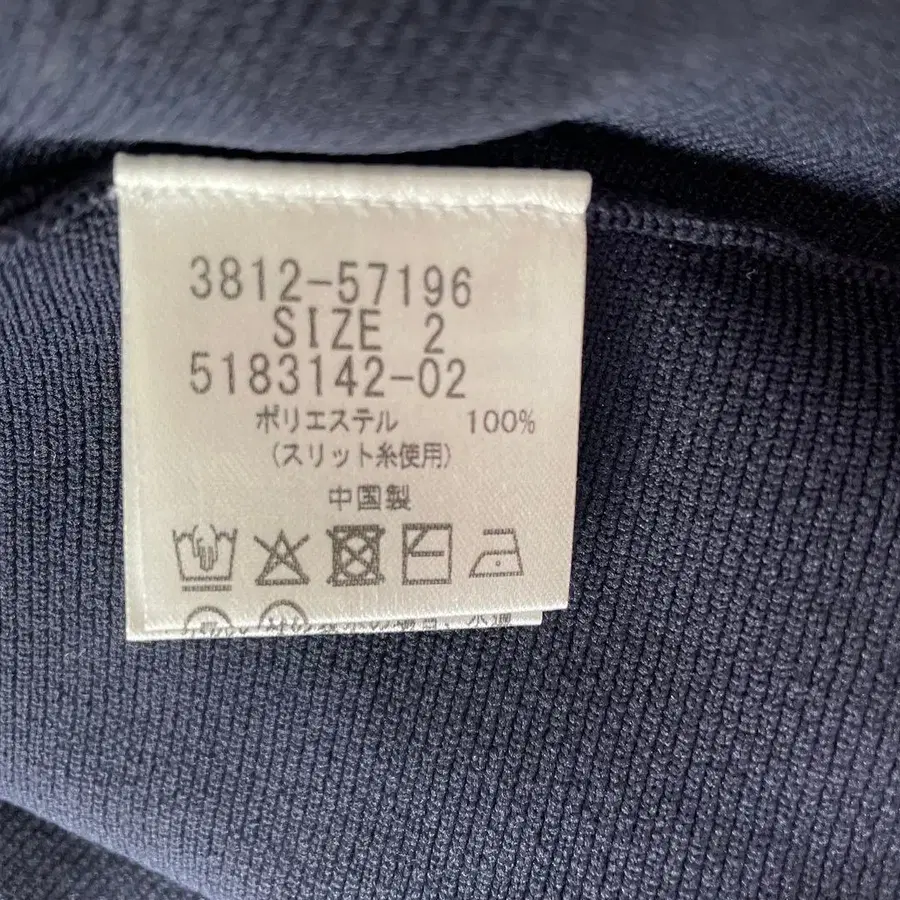 3812-57196
SIZE 2
5183142-02
ポリエステル 100%
(スリット糸使用)
中国製